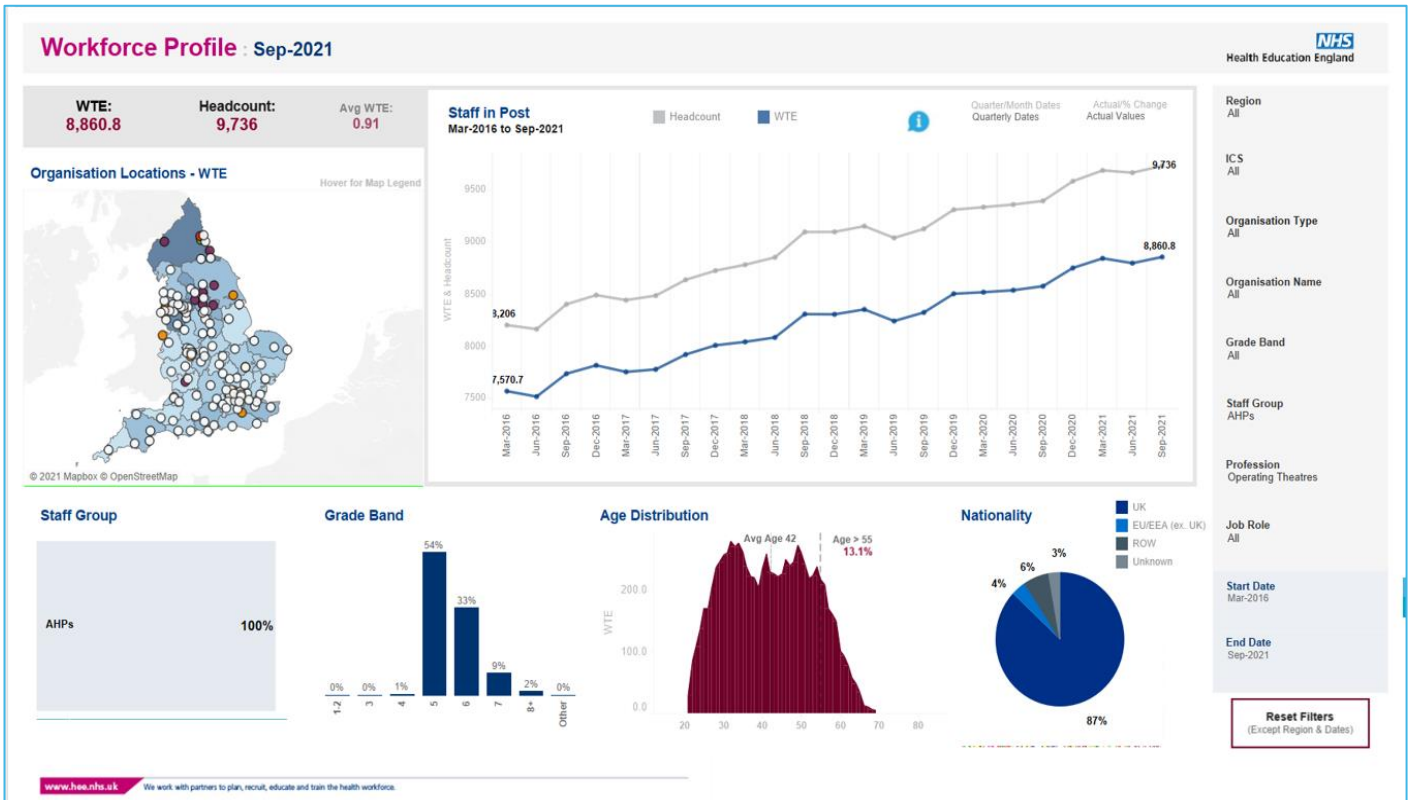 Workforce Profile : Sep-2021
NHS
Health Education England
WTE:
8,860.8
Headcount:
9,736
Avg WTE:
0.91
Organisation Locations - WTE
Hover for Map Legend
© 2021 Mapbox © OpenStreetMap
Staff in Post
Mar-2016 to Sep-2021
Headcount
WTE
i
Quarter/Month Dates
Quarterly Dates
Actual/% Change
Actual Values
WTE & Headcount
9500
9000
8500
8000
7500
,206
7,570.7
9,736
8,860.8
Mar-2016
Jun-2016
Sep-2016
Dec-2016
Mar-2017
Jun-2017
Sep-2017
Dec-2017
Mar-2018
Jun-2018
Sep-2018
Dec-2018
Mar-2019
Jun-2019
Sep-2019
Dec-2019
Mar-2020
Jun-2020
Sep-2020
Dec-2020
Mar-2021
Jun-2021
Sep-2021
Region
All
ICS
All
Organisation Type
All
Organisation Name
All
Grade Band
All
Staff Group
AHPs
Profession
Operating Theatres
Job Role
All
Start Date
Mar-2016
End Date
Sep-2021
Reset Filters
(Except Region & Dates)
Staff Group
AHPs 100%
Grade Band
0%
0%
1%
54%
33%
9%
2%
0%
1-2
3
4
5
6
7
8+
Other
Age Distribution
Avg Age 42
Age > 55
13.1%
WTE
200.0
100.0
0.0
20 30 40 50 60 70 80
Nationality
UK
EU/EEA (ex. UK)
ROW
Unknown
3%
6%
4%
87%
www.hee.nhs.uk We work with partners to plan, recruit, educate and train the health workforce.